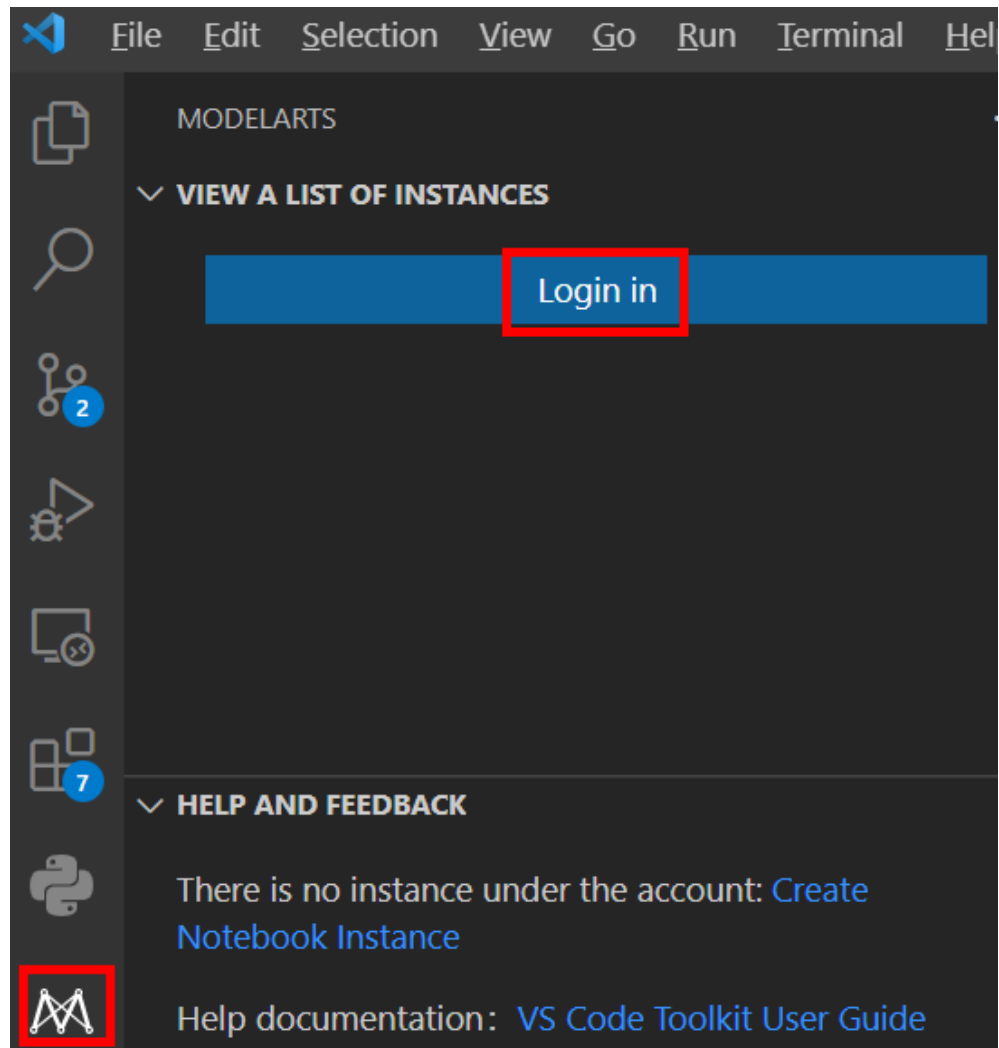 File Edit Selection View Go Run Terminal Hel
MODELARTS
VIEW A LIST OF INSTANCES
Login in
2
7
HELP AND FEEDBACK
There is no instance under the account: Create
Notebook Instance
Help documentation： VS Code Toolkit User Guide